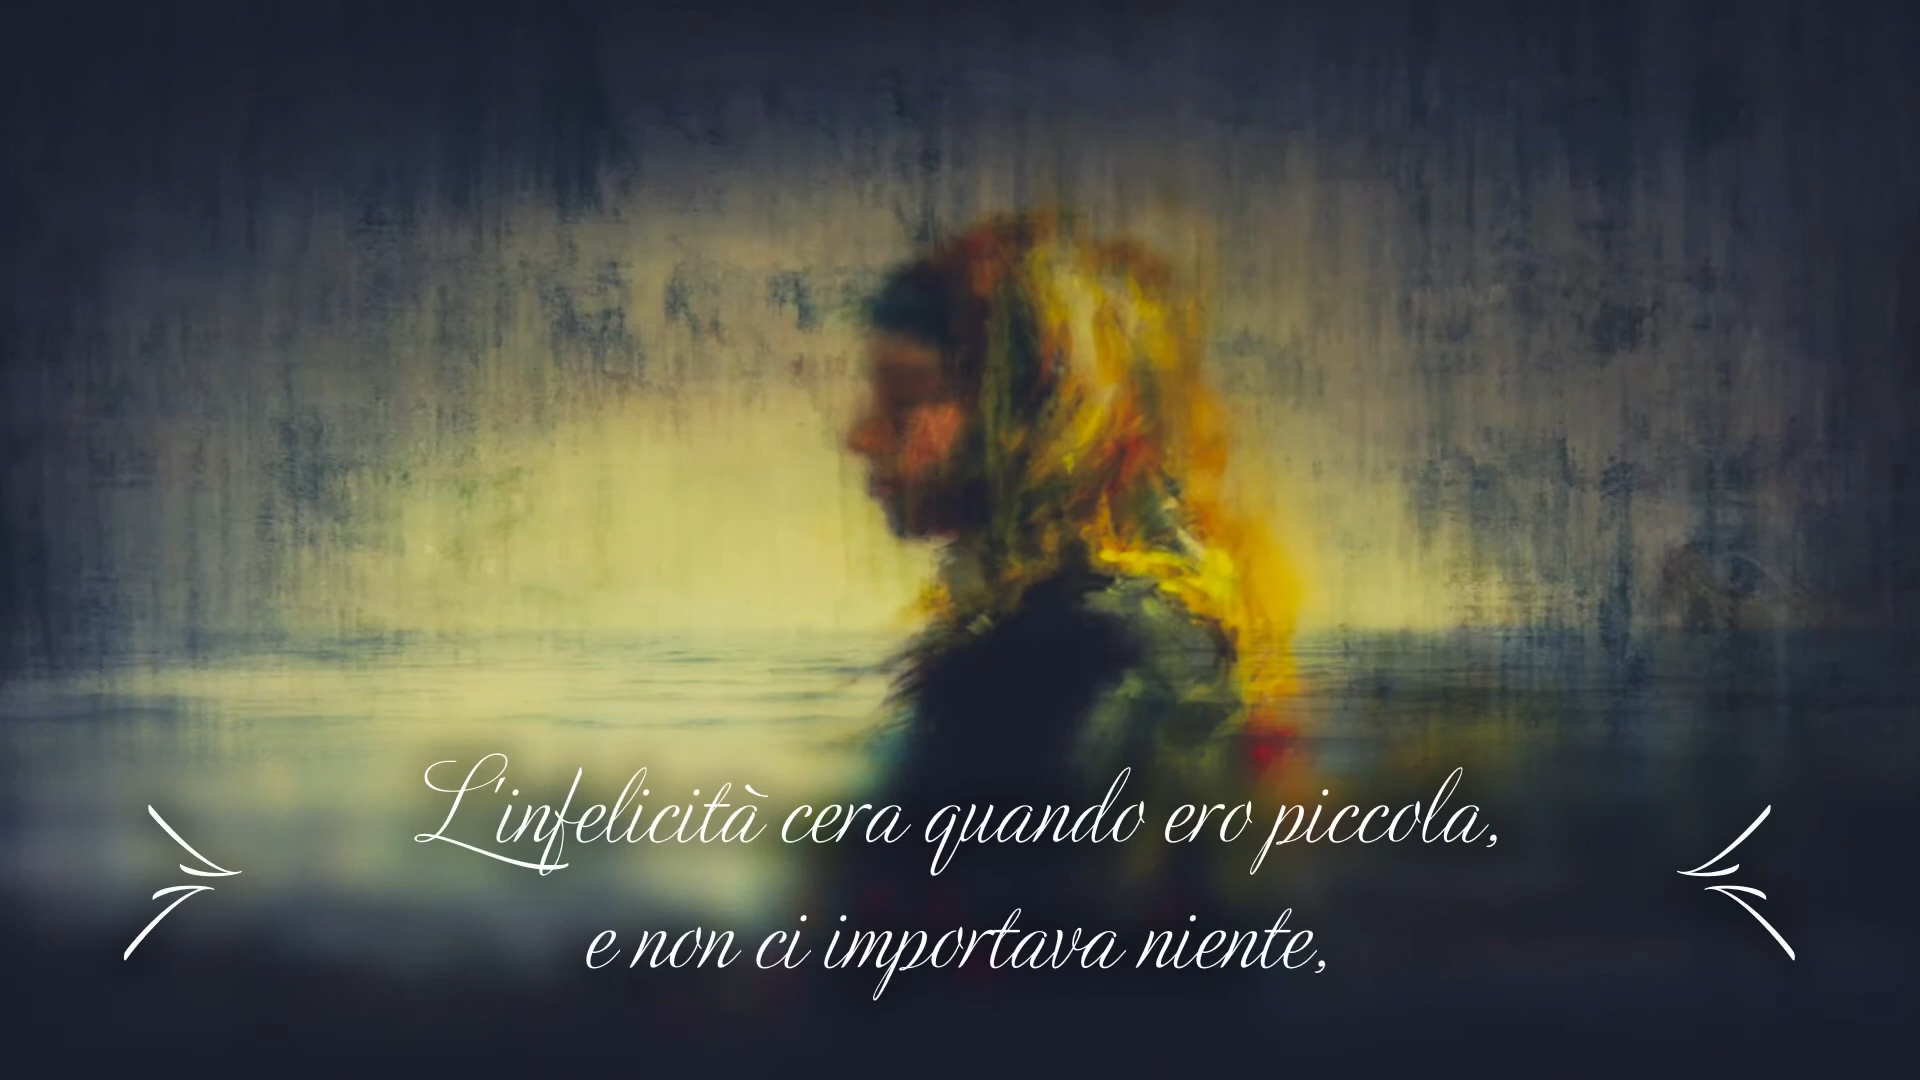 L'infelicità cera quando ero piccola,
e non ci importava niente,